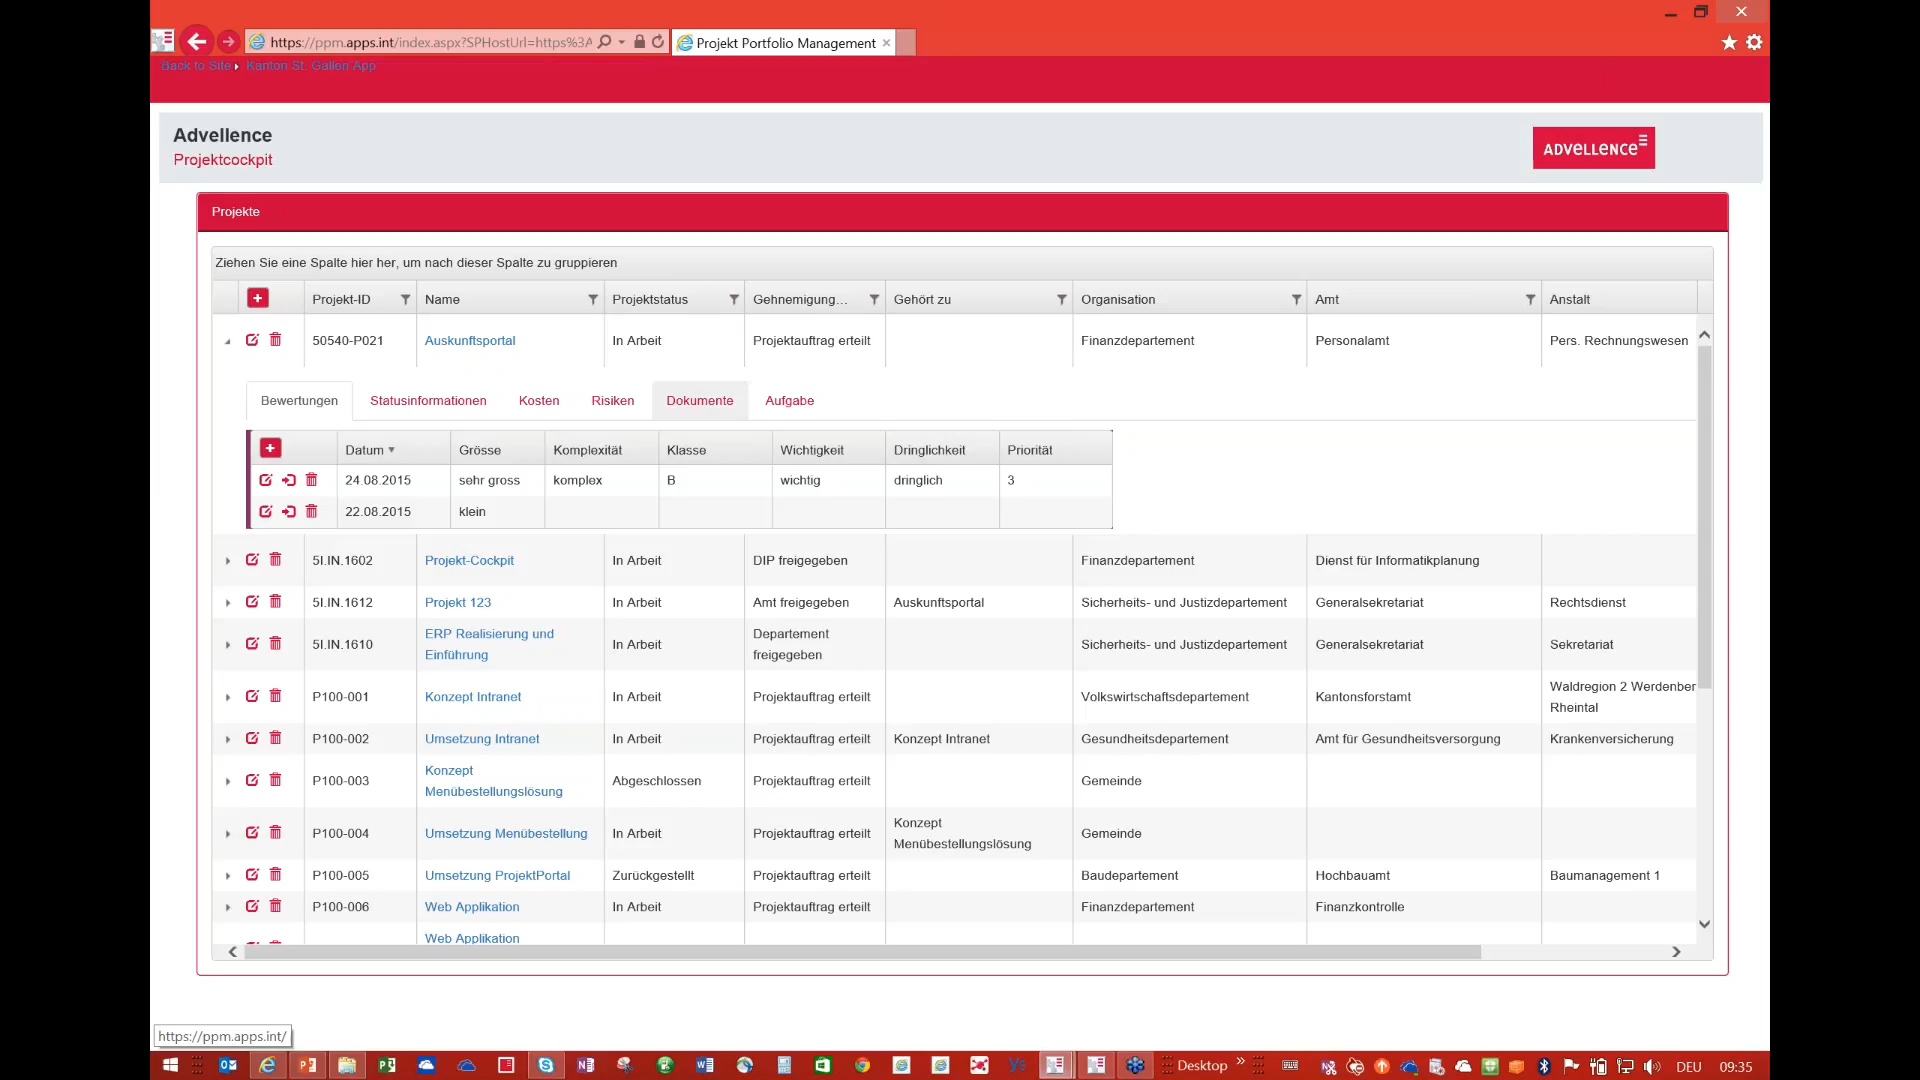 https://ppm.apps.int/index.aspx?SPHostUrl=https%3A
Projekt Portfolio Management
Back to Site Kanton St. Gallen App
Advellence
Projektcockpit
ADVELLENCE
Projekte
Ziehen Sie eine Spalte hier her, um nach dieser Spalte zu gruppieren
Projekt-ID Name Projektstatus Gehnemigung... Gehört zu Organisation Amt Anstalt
50540-P021 Auskunftsportal In Arbeit Projektauftrag erteilt Finanzdepartement Personalamt Pers. Rechnungswesen
Bewertungen Statusinformationen Kosten Risiken Dokumente Aufgabe
Datum Grösse Komplexität Klasse Wichtigkeit Dringlichkeit Priorität
24.08.2015 sehr gross komplex B wichtig dringlich 3
22.08.2015 klein
5I.IN.1602 Projekt-Cockpit In Arbeit DIP freigegeben Finanzdepartement Dienst für Informatikplanung
5I.IN.1612 Projekt 123 In Arbeit Amt freigegeben Auskunftsportal Sicherheits- und Justizdepartement Generalsekretariat Rechtsdienst
ERP Realisierung und Departement
5I.IN.1610 In Arbeit Sicherheits- und Justizdepartement Generalsekretariat Sekretariat
Einführung freigegeben
Waldregion 2 Werdenber
P100-001 Konzept Intranet In Arbeit Projektauftrag erteilt Volkswirtschaftsdepartement Kantonsforstamt
Rheintal
P100-002 Umsetzung Intranet In Arbeit Projektauftrag erteilt Konzept Intranet Gesundheitsdepartement Amt für Gesundheitsversorgung Krankenversicherung
Konzept
P100-003 Abgeschlossen Projektauftrag erteilt Gemeinde
Menübestellungslösung
Konzept
P100-004 Umsetzung Menübestellung In Arbeit Projektauftrag erteilt Gemeinde
Menübestellungslösung
P100-005 Umsetzung ProjektPortal Zurückgestellt Projektauftrag erteilt Baudepartement Hochbauamt Baumanagement 1
P100-006 Web Applikation In Arbeit Projektauftrag erteilt Finanzdepartement Finanzkontrolle
Web Applikation
https://ppm.apps.int/
Desktop DEU 09:35